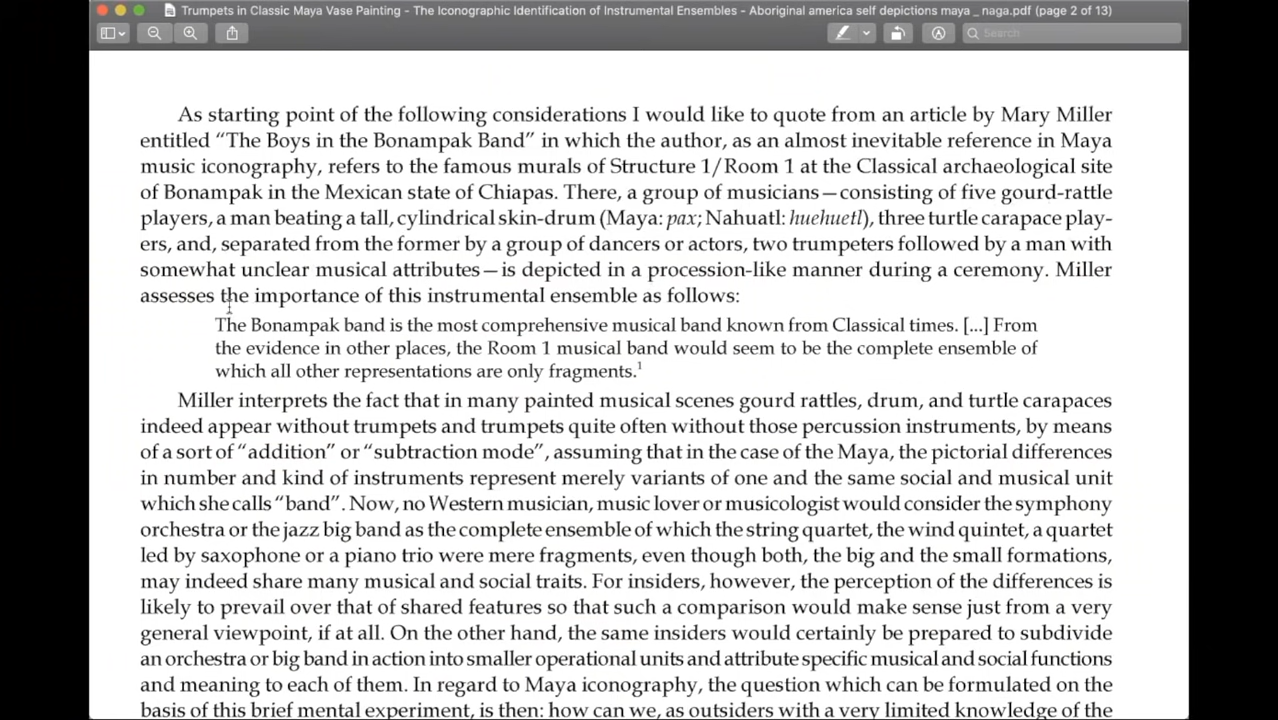 Trumpets in Classic Maya Vase Painting - The Iconographic Identification of Instrumental Ensembles - Aboriginal america self depictions maya _ naga.pdf (page 2 of 13)
Search
As starting point of the following considerations I would like to quote from an article by Mary Miller
entitled “The Boys in the Bonampak Band” in which the author, as an almost inevitable reference in Maya
music iconography, refers to the famous murals of Structure 1/Room 1 at the Classical archaeological site
of Bonampak in the Mexican state of Chiapas. There, a group of musicians—consisting of five gourd-rattle
players, a man beating a tall, cylindrical skin-drum (Maya: pax; Nahuatl: huehuetl), three turtle carapace play-
ers, and, separated from the former by a group of dancers or actors, two trumpeters followed by a man with
somewhat unclear musical attributes—is depicted in a procession-like manner during a ceremony. Miller
assesses the importance of this instrumental ensemble as follows:
The Bonampak band is the most comprehensive musical band known from Classical times. [...] From
the evidence in other places, the Room 1 musical band would seem to be the complete ensemble of
which all other representations are only fragments.1
Miller interprets the fact that in many painted musical scenes gourd rattles, drum, and turtle carapaces
indeed appear without trumpets and trumpets quite often without those percussion instruments, by means
of a sort of “addition” or “subtraction mode”, assuming that in the case of the Maya, the pictorial differences
in number and kind of instruments represent merely variants of one and the same social and musical unit
which she calls “band”. Now, no Western musician, music lover or musicologist would consider the symphony
orchestra or the jazz big band as the complete ensemble of which the string quartet, the wind quintet, a quartet
led by saxophone or a piano trio were mere fragments, even though both, the big and the small formations,
may indeed share many musical and social traits. For insiders, however, the perception of the differences is
likely to prevail over that of shared features so that such a comparison would make sense just from a very
general viewpoint, if at all. On the other hand, the same insiders would certainly be prepared to subdivide
an orchestra or big band in action into smaller operational units and attribute specific musical and social functions
and meaning to each of them. In regard to Maya iconography, the question which can be formulated on the
basis of this brief mental experiment, is then: how can we, as outsiders with a very limited knowledge of the